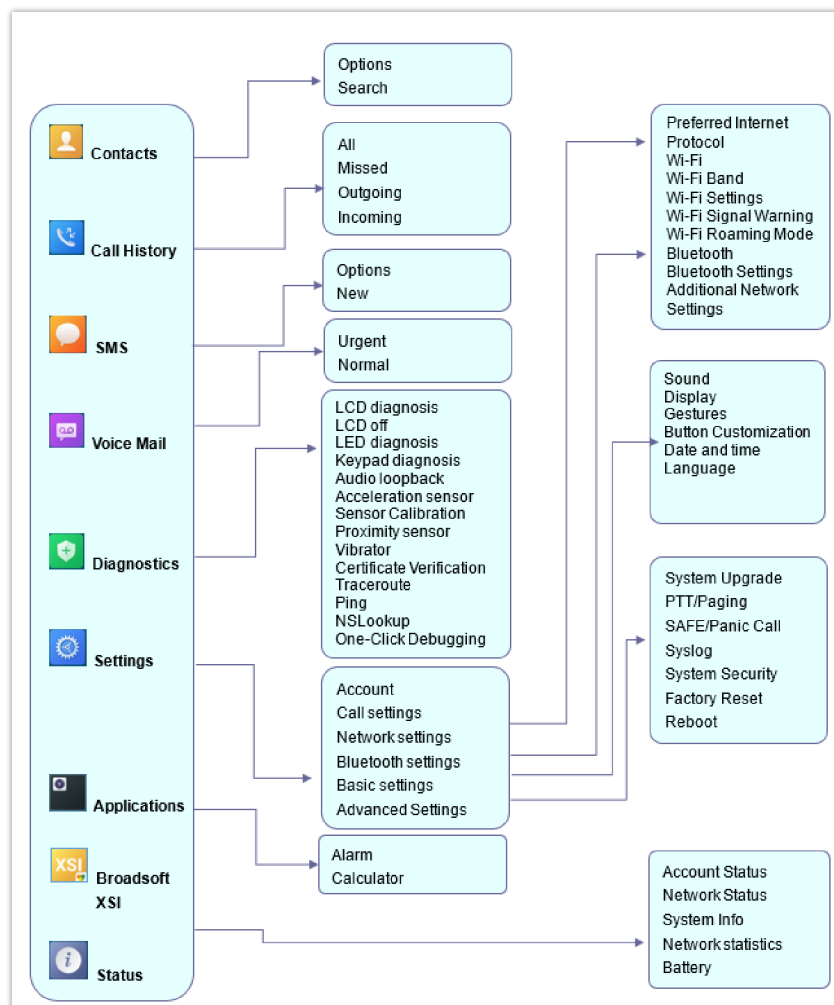 Contacts
Call History
SMS
Voice Mail
Diagnostics
Settings
Applications
XSI
Broadsoft
XSI
Status
Options
Search
All
Missed
Outgoing
Incoming
Options
New
Urgent
Normal
LCD diagnosis
LCD off
LED diagnosis
Keypad diagnosis
Audio loopback
Acceleration sensor
Sensor Calibration
Proximity sensor
Vibrator
Certificate Verification
Traceroute
Ping
NSLookup
One-Click Debugging
Account
Call settings
Network settings
Bluetooth settings
Basic settings
Advanced Settings
Alarm
Calculator
Preferred Internet
Protocol
Wi-Fi
Wi-Fi Band
Wi-Fi Settings
Wi-Fi Signal Warning
Wi-Fi Roaming Mode
Bluetooth
Bluetooth Settings
Additional Network
Settings
Sound
Display
Gestures
Button Customization
Date and time
Language
System Upgrade
PTT/Paging
SAFE/Panic Call
Syslog
System Security
Factory Reset
Reboot
Account Status
Network Status
System Info
Network statistics
Battery